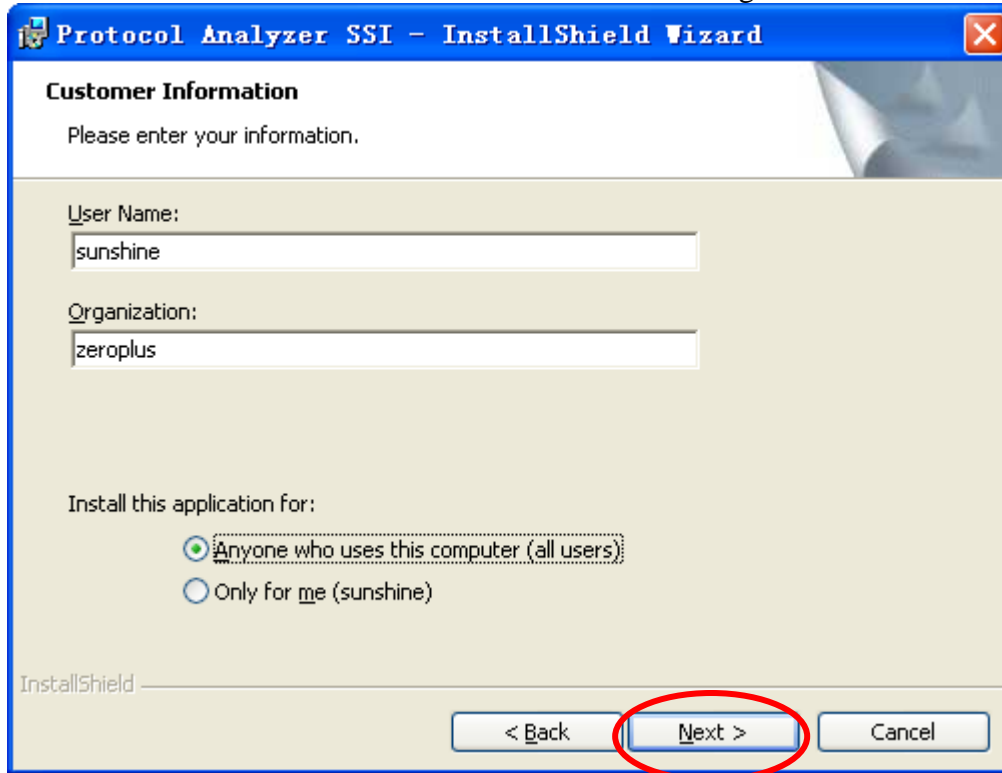 Protocol Analyzer SSI - InstallShield Wizard
Customer Information
Please enter your information.
User Name:
sunshine
Organization:
zeroplus
Install this application for:
Anyone who uses this computer (all users)
Only for me (sunshine)
InstallShield
< Back Next > Cancel